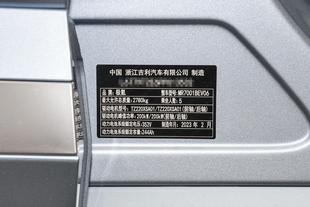 中国 浙江吉利汽车有限公司 制造
品牌:极氪 整车型号:MR7001BEV06
最大允许总质量:2780kg 乘坐人数:5
驱动电机型号:TZ220XSA01/TZ220XSA01(前轴/后轴)
驱动电机峰值功率:200kW/200kW(前轴/后轴)
动力电池系统额定电压:352V 制造年月:2023 年 2 月
动力电池系统额定容量:244Ah